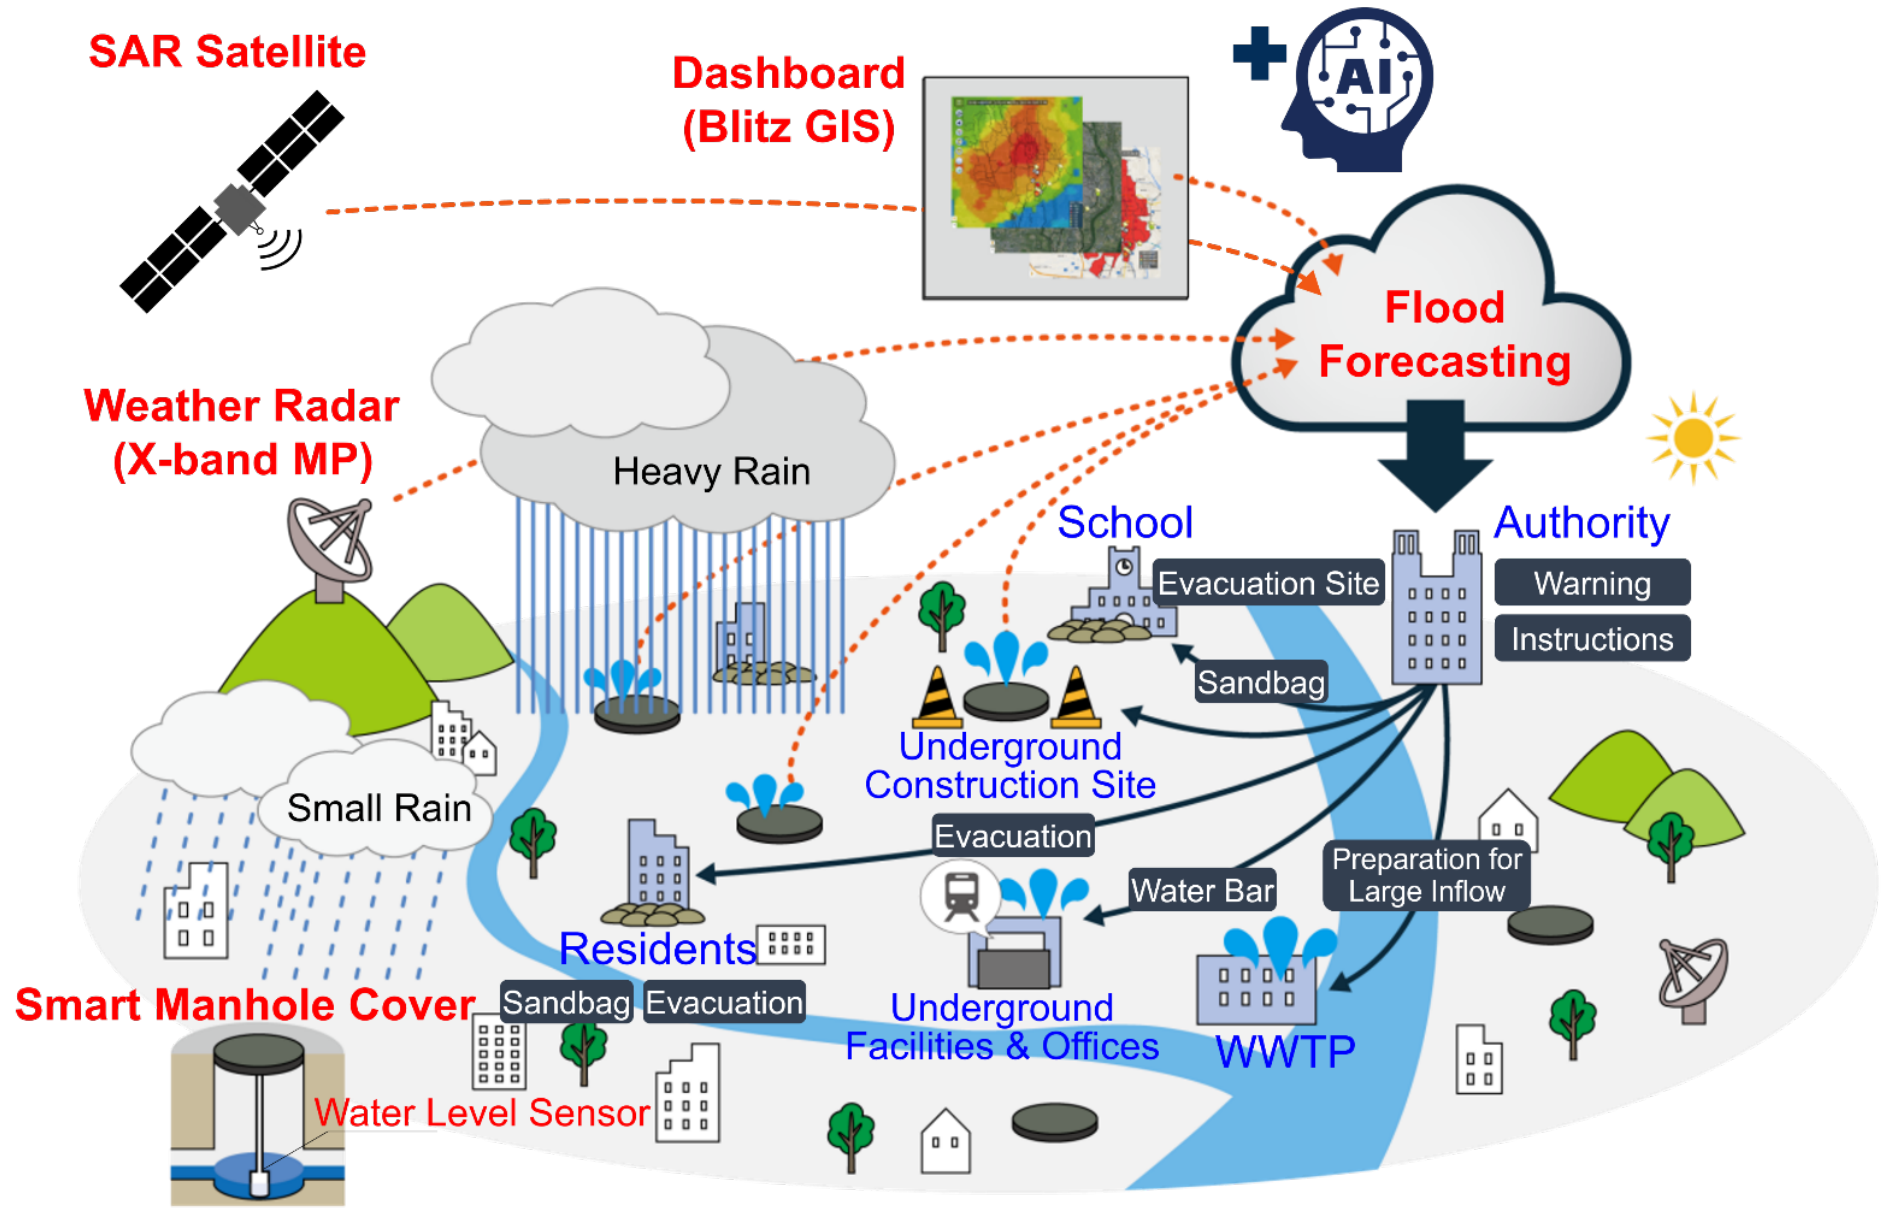 SAR Satellite
Dashboard
(Blitz GIS)
AI
Flood
Forecasting
Weather Radar
(X-band MP)
Heavy Rain
School
Authority
Evacuation Site
Warning
Instructions
Sandbag
Underground
Construction Site
Small Rain
Evacuation
Preparation for
Large Inflow
Water Bar
Residents
Sandbag
Evacuation
Smart Manhole Cover
Underground
Facilities & Offices
WWTP
Water Level Sensor